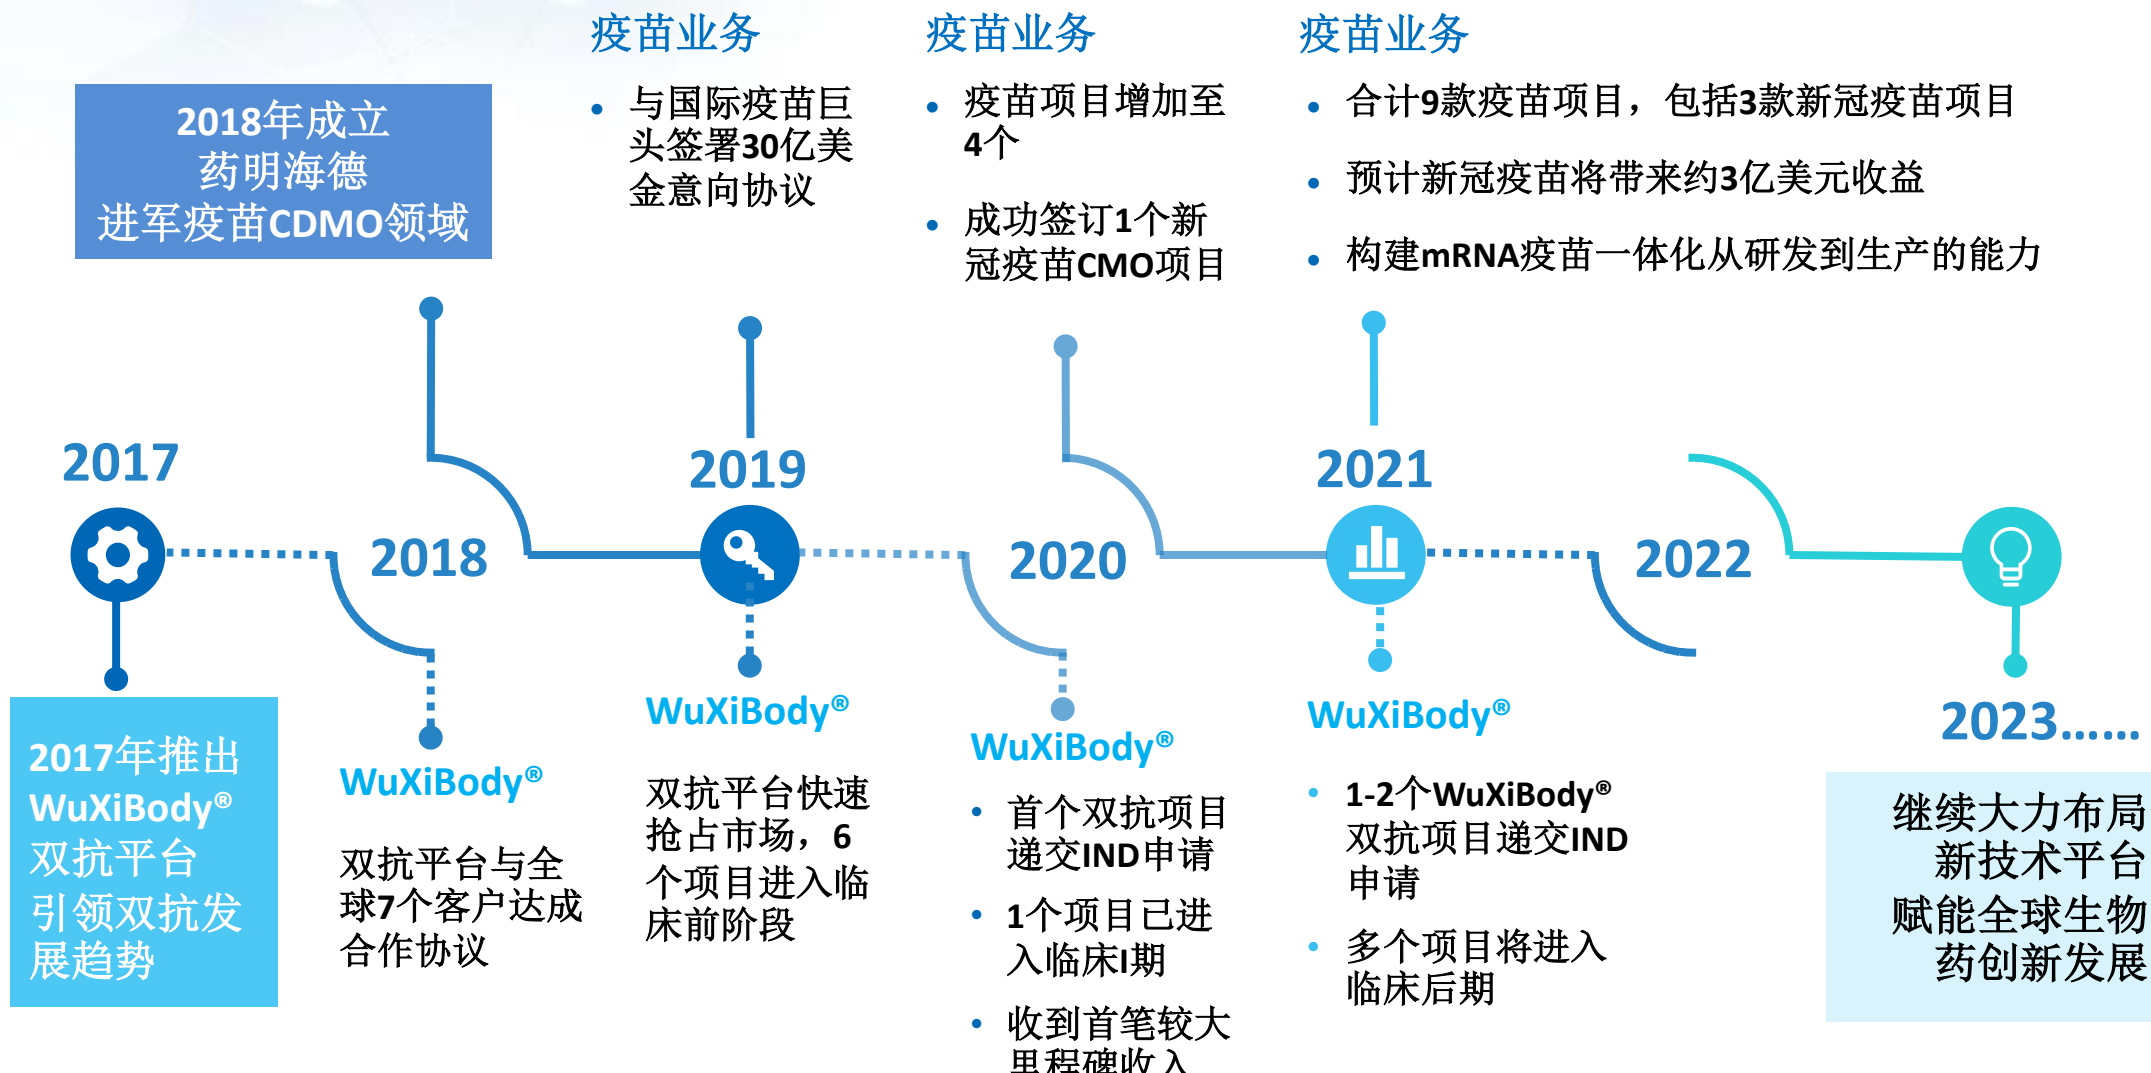 疫苗业务
与国际疫苗巨
头签署30亿美
金意向协议
疫苗业务
疫苗项目增加至
4个
成功签订1个新
冠疫苗CMO项目
疫苗业务
合计9款疫苗项目，包括3款新冠疫苗项目
预计新冠疫苗将带来约3亿美元收益
构建mRNA疫苗一体化从研发到生产的能力
2018年成立
药明海德
进军疫苗CDMO领域
2017
2018
2019
2020
2021
2022
2023……
2017年推出
WuXiBody®
双抗平台
引领双抗发
展趋势
WuXiBody®
双抗平台与全
球7个客户达成
合作协议
WuXiBody®
双抗平台快速
抢占市场，6
个项目进入临
床前阶段
WuXiBody®
首个双抗项目
递交IND申请
1个项目已进
入临床I期
收到首笔较大
里程碑收入
WuXiBody®
1-2个WuXiBody®
双抗项目递交IND
申请
多个项目将进入
临床后期
继续大力布局
新技术平台
赋能全球生物
药创新发展